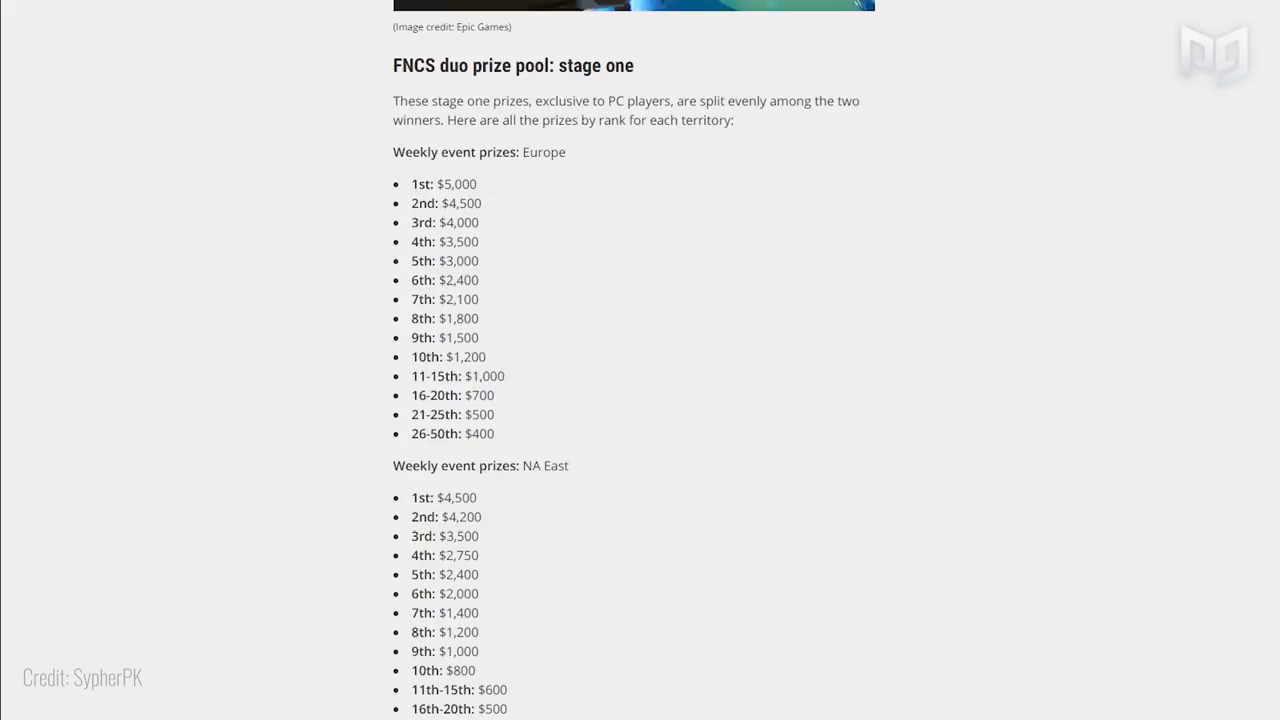 (Image credit: Epic Games)
FNCS duo prize pool: stage one
These stage one prizes, exclusive to PC players, are split evenly among the two
winners. Here are all the prizes by rank for each territory:
Weekly event prizes: Europe
• 1st: $5,000
• 2nd: $4,500
• 3rd: $4,000
• 4th: $3,500
• 5th: $3,000
• 6th: $2,400
• 7th: $2,100
• 8th: $1,800
• 9th: $1,500
• 10th: $1,200
• 11-15th: $1,000
• 16-20th: $700
• 21-25th: $500
• 26-50th: $400
Weekly event prizes: NA East
• 1st: $4,500
• 2nd: $4,200
• 3rd: $3,500
• 4th: $2,750
• 5th: $2,400
• 6th: $2,000
• 7th: $1,400
• 8th: $1,200
• 9th: $1,000
• 10th: $800
• 11th-15th: $600
• 16th-20th: $500
Credit: SypherPK